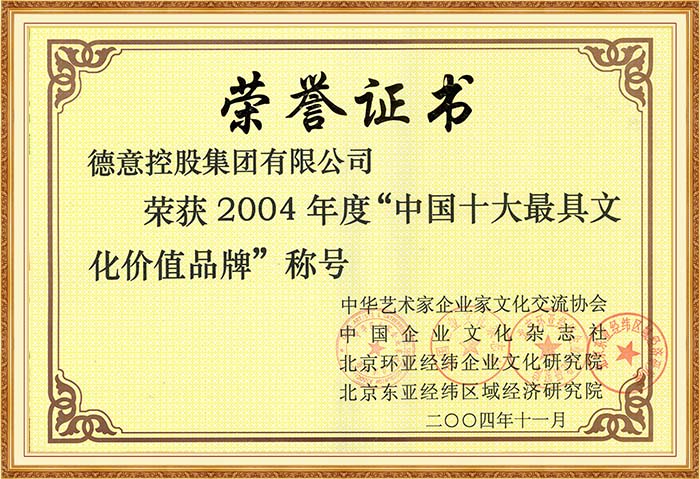 荣誉证书
德意控股集团有限公司
荣获 2004 年度“中国十大最具文
化价值品牌”称号
中华艺术家企业家文化交流协会
中国企业文化杂志社
北京环亚经纬企业文化研究院
北京东亚经纬区域经济研究院
二〇〇四年十一月